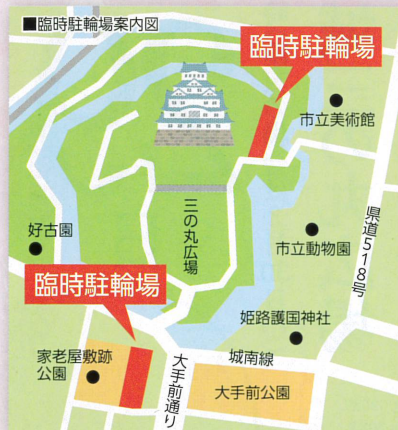 ■臨時駐輪場案内図
臨時駐輪場
市立美術館
三の丸広場
県道518号
好古園
市立動物園
臨時駐輪場
姫路護国神社
家老屋敷跡
公園
大手前通り
城南線
大手前公園